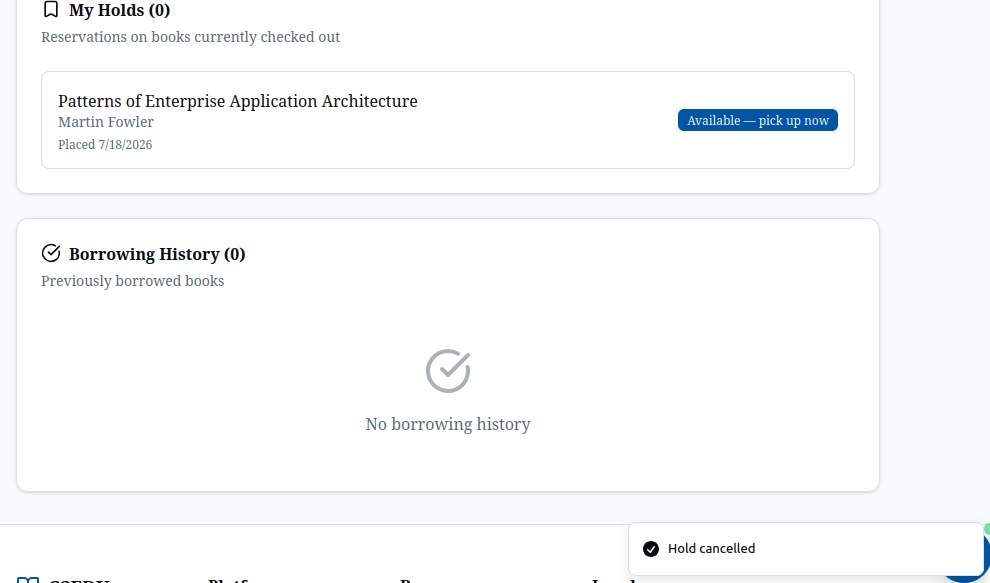 My Holds (0)
Reservations on books currently checked out
Patterns of Enterprise Application Architecture
Martin Fowler
Placed 7/18/2026
Available — pick up now
Borrowing History (0)
Previously borrowed books
No borrowing history
Hold cancelled